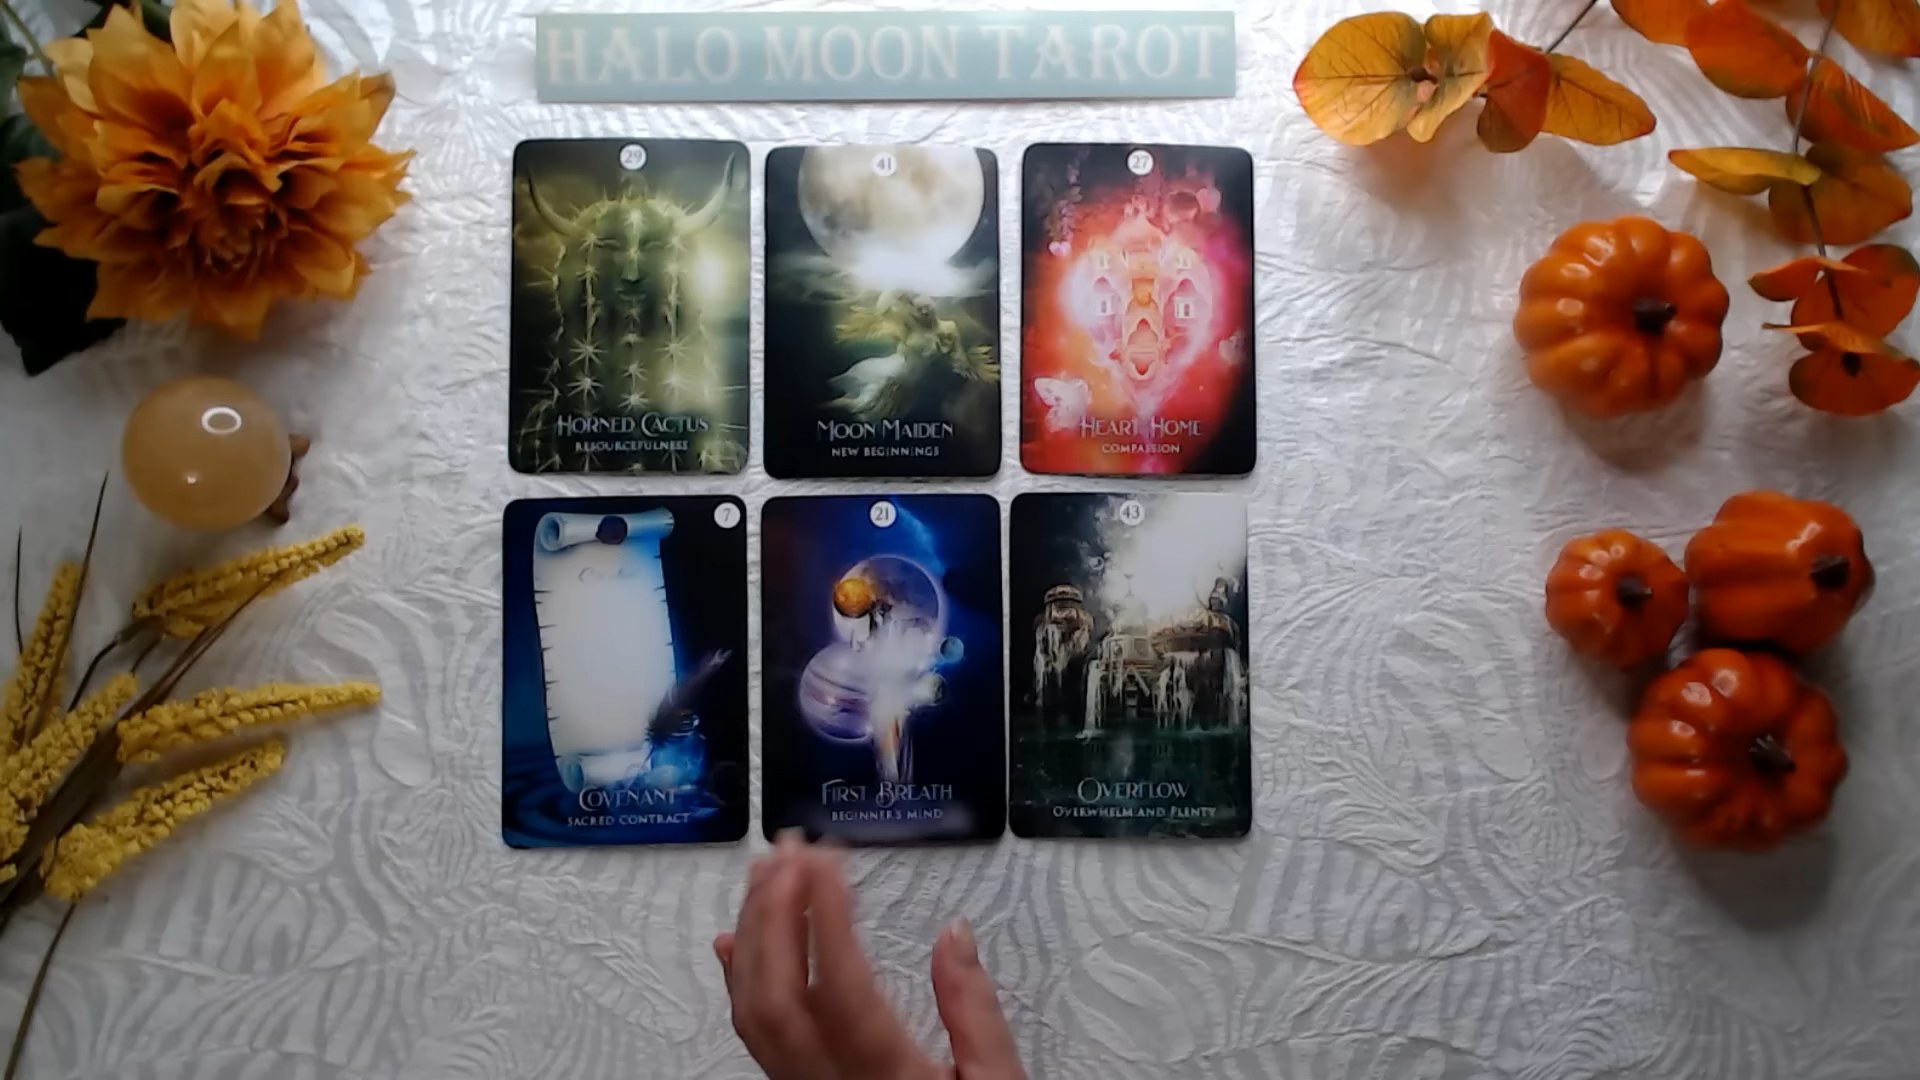 HALO MOON TAROT
29
HORNED CACTUS
RESOURCEFULNESS
41
MOON MAIDEN
NEW BEGINNINGS
27
HEART HOME
COMPASSION
7
COVENANT
SACRED CONTRACT
21
FIRST BREATH
BEGINNER'S MIND
43
OVERFLOW
OVERWHELM AND PLENTY